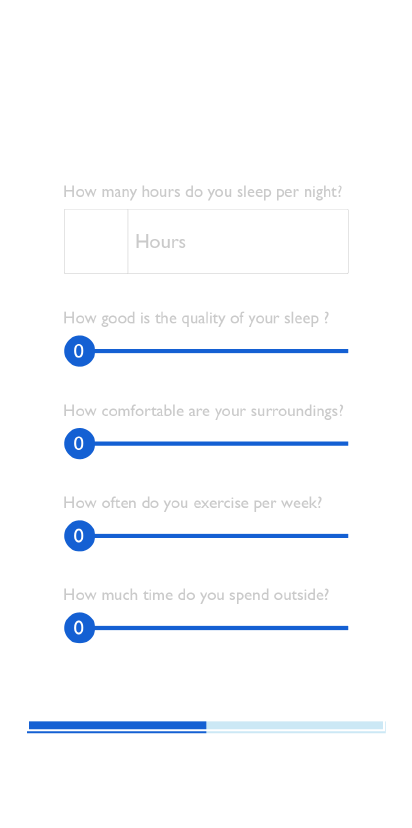 How many hours do you sleep per night?
Hours
How good is the quality of your sleep ?
0
How comfortable are your surroundings?
0
How often do you exercise per week?
0
How much time do you spend outside?
0